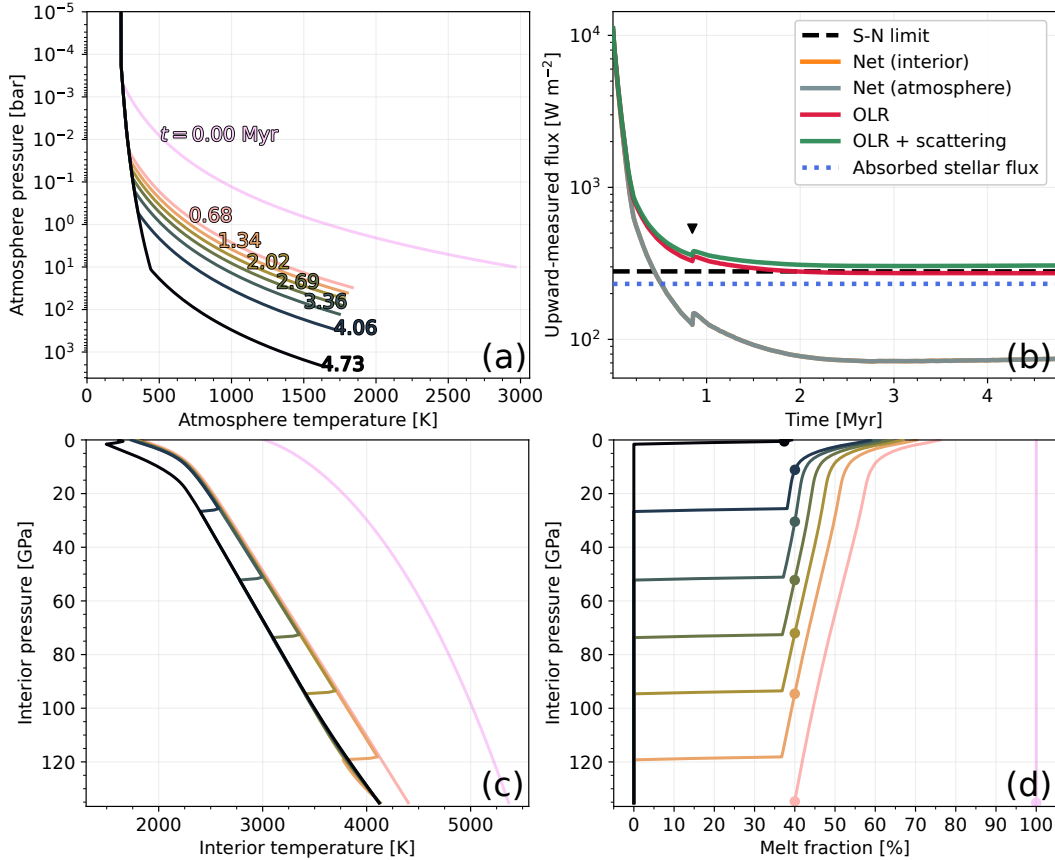 10⁻⁵
10⁻⁴
10⁻³
10⁻²
10⁻¹
10⁰
10¹
10²
10³
Atmosphere pressure [bar]
t = 0.00 Myr
0.68
1.34
2.02
2.69
3.36
4.06
4.73
(a)
0 500 1000 1500 2000 2500 3000
Atmosphere temperature [K]
10⁴
10³
10²
Upward-measured flux [W m⁻²]
S-N limit
Net (interior)
Net (atmosphere)
OLR
OLR + scattering
Absorbed stellar flux
(b)
1 2 3 4
Time [Myr]
0
20
40
60
80
100
120
Interior pressure [GPa]
(c)
2000 3000 4000 5000
Interior temperature [K]
0
20
40
60
80
100
120
Interior pressure [GPa]
(d)
0 10 20 30 40 50 60 70 80 90 100
Melt fraction [%]